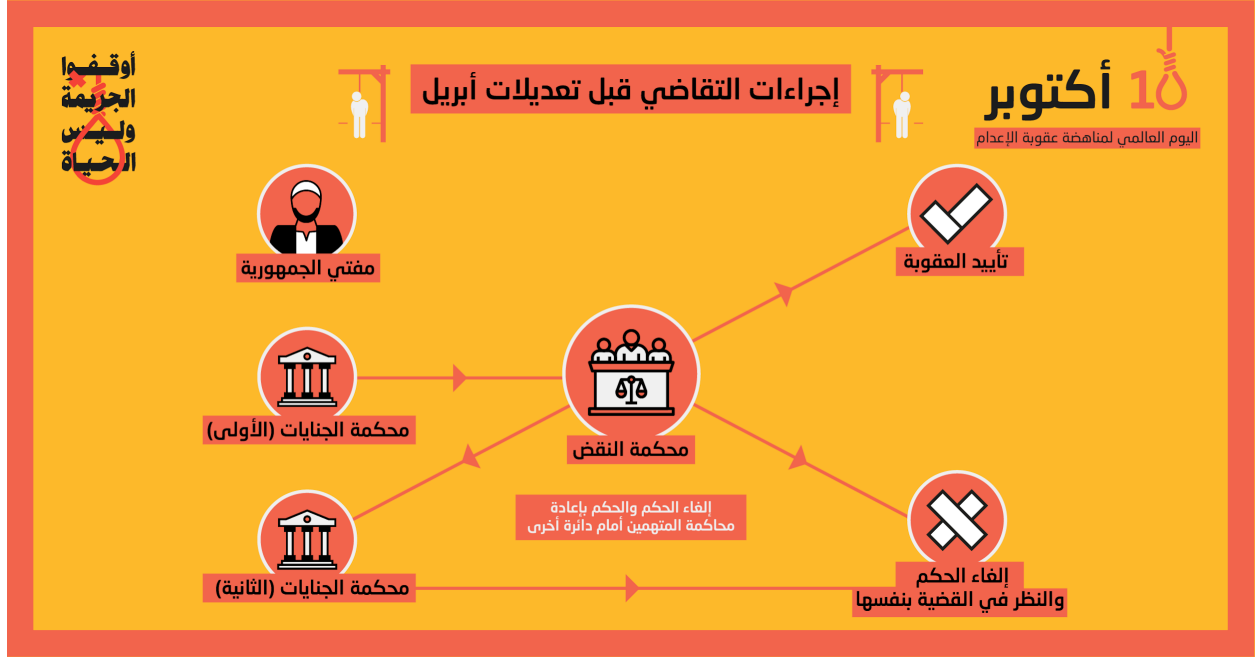 10 أكتوبر
اليوم العالمي لمناهضة عقوبة الإعدام
إجراءات التقاضي قبل تعديلات أبريل
أوقفوا
الجريمة
وليس
الحياة
مفتي الجمهورية
تأييد العقوبة
محكمة الجنايات (الأولى)
محكمة النقض
إلغاء الحكم والحكم بإعادة
محاكمة المتهمين أمام دائرة أخرى
محكمة الجنايات (الثانية)
إلغاء الحكم
والنظر في القضية بنفسها